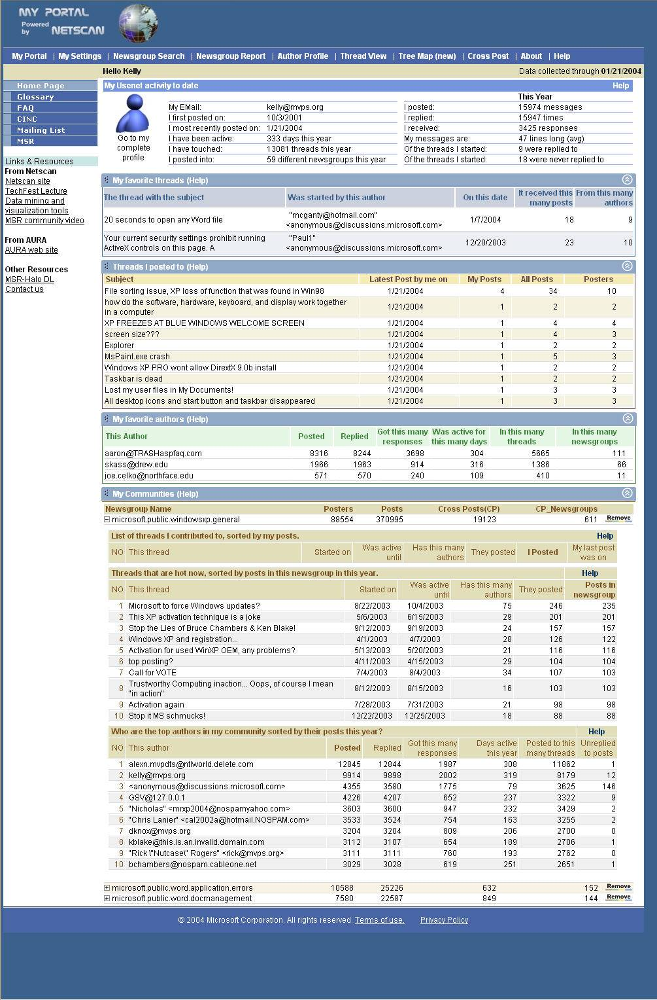 MY PORTAL
Powered by NETSCAN
My Portal | My Settings | Newsgroup Search | Newsgroup Report | Author Profile | Thread View | Tree Map (new) | Cross Post | About | Help
Hello Kelly Data collected through 01/21/2004
Home Page
Glossary
FAQ
CINC
Mailing List
MSR
Links & Resources
From Netscan
Netscan site
TechFest Lecture
Data mining and
visualization tools
MSR community video
From AURA
AURA web site
Other Resources
MSR-Halo DL
Contact us
My Usenet activity to date Help
Go to my
complete
profile
This Year
My EMail: kelly@mvps.org I posted: 15974 messages
I first posted on: 10/3/2001 I replied: 15947 times
I most recently posted on: 1/21/2004 I received: 3425 responses
I have been active: 333 days this year My messages are: 47 lines long (avg)
I have touched: 13081 threads this year Of the threads I started: 9 were replied to
I posted into: 59 different newsgroups this year Of the threads I started: 18 were never replied to
My favorite threads (Help)
The thread with the subject Was started by this author On this date It received this many posts From this many authors
20 seconds to open any Word file "mcganty@hotmail.com" <anonymous@discussions.microsoft.com> 1/7/2004 18 9
Your current security settings prohibit running ActiveX controls on this page. A "Paul1" <anonymous@discussions.microsoft.com> 12/20/2003 23 10
Threads I posted to (Help)
Subject Latest Post by me on My Posts All Posts Posters
File sorting issue, XP loss of function that was found in Win98 1/21/2004 4 34 10
how do the software, hardware, keyboard, and display work together in a computer 1/21/2004 1 2 2
XP FREEZES AT BLUE WINDOWS WELCOME SCREEN 1/21/2004 1 4 4
screen size??? 1/21/2004 1 4 3
Explorer 1/21/2004 1 2 2
MsPaint.exe crash 1/21/2004 1 5 3
Windows XP PRO wont allow DirextX 9.0b install 1/21/2004 1 2 2
Taskbar is dead 1/21/2004 1 2 2
Lost my user files in My Documents! 1/21/2004 1 3 3
All desktop icons and start button and taskbar disappeared 1/21/2004 1 3 3
My favorite authors (Help)
This Author Posted Replied Got this many responses Was active for this many days In this many threads In this many newsgroups
aaron@TRASHaspfaq.com 8316 8244 3698 304 5665 111
skass@drew.edu 1966 1963 914 316 1386 66
joe.celko@northface.edu 571 570 240 109 410 11
My Communities (Help)
Newsgroup Name Posters Posts Cross Posts(CP) CP_Newsgroups
microsoft.public.windowsxp.general 88554 370995 19123 611 Remove
List of threads I contributed to, sorted by my posts. Help
NO This thread Started on Was active until Has this many authors They posted I Posted My last post was on
Threads that are hot now, sorted by posts in this newsgroup in this year. Help
NO This thread Started on Was active until Has this many authors They posted Posts in newsgroup
1 Microsoft to force Windows updates? 8/22/2003 10/4/2003 75 246 235
2 This XP activation technique is a joke 5/6/2003 6/15/2003 29 201 201
3 Stop the Lies of Bruce Chambers & Ken Blake! 9/12/2003 9/19/2003 24 157 157
4 Windows XP and registration... 4/1/2003 4/7/2003 28 126 122
5 Activation for used WinXP OEM, any problems? 5/13/2003 5/20/2003 21 116 116
6 top posting? 4/11/2003 4/15/2003 29 104 104
7 Call for VOTE 7/4/2003 8/4/2003 34 107 103
8 Trustworthy Computing inaction... Oops, of course I mean "in action" 8/12/2003 8/15/2003 16 103 103
9 Activation again 7/28/2003 7/31/2003 21 98 98
10 Stop it MS schmucks! 12/22/2003 12/25/2003 18 88 88
Who are the top authors in my community sorted by their posts this year? Help
NO This author Posted Replied Got this many responses Days active this year Posted to this many threads Unreplied to posts
1 alexn.mvpdts@ntlworld.delete.com 12845 12844 1987 308 11862 1
2 kelly@mvps.org 9914 9898 2002 319 8179 12
3 <anonymous@discussions.microsoft.com> 4355 3580 1775 79 3625 146
4 GSV@127.0.0.1 4226 4207 652 237 3322 9
5 "Nicholas" <mrxp2004@nospamyahoo.com> 3603 3600 947 232 3429 2
6 "Chris Lanier" <cal2002a@hotmail.NOSPAM.com> 3533 3524 754 163 3255 2
7 dknox@mvps.org 3204 3204 809 206 2700 0
8 kblake@this.is.an.invalid.domain.com 3112 3107 654 189 2706 1
9 "Rick \"Nutcase\" Rogers" <rick@mvps.org> 3111 3111 760 193 2762 0
10 bchambers@nospam.cableone.net 3029 3028 619 251 2651 1
microsoft.public.word.application.errors 10588 25226 632 152 Remove
microsoft.public.word.docmanagement 7580 22587 849 144 Remove
© 2004 Microsoft Corporation. All rights reserved. Terms of use. Privacy Policy